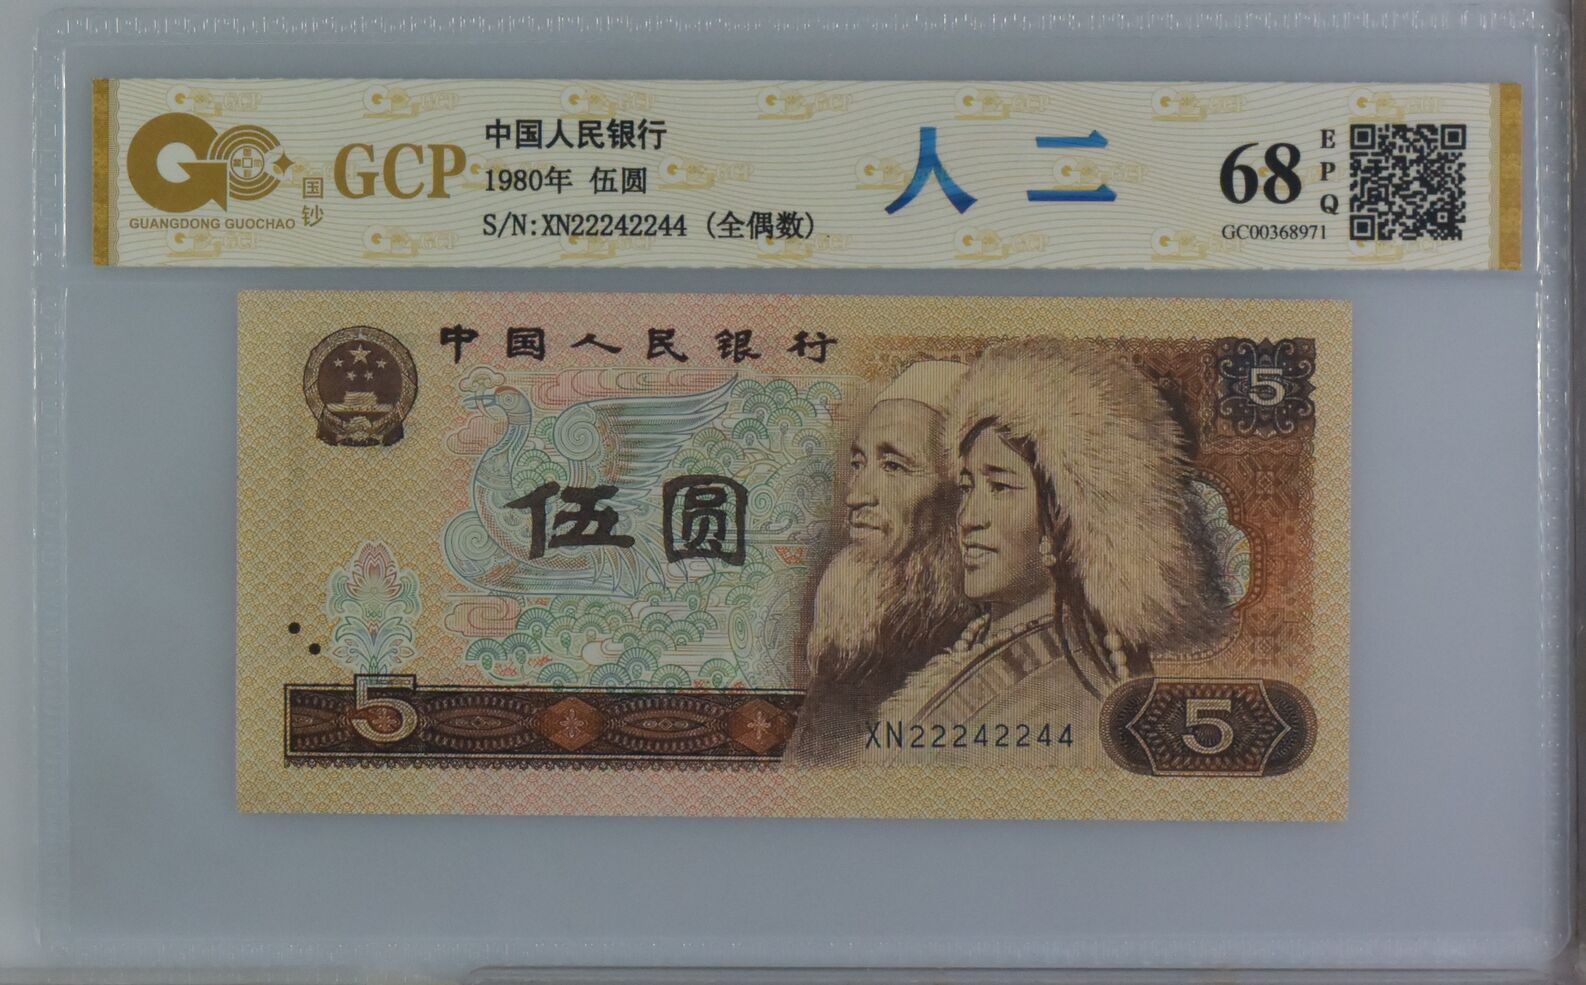 GCP
GUANGDONG GUOCHAO
国钞
中国人民银行
1980年 伍圆
S/N:XN22242244 (全偶数)
人二
68
EPQ
GC00368971
中国人民银行
5
伍圆
5
XN22242244
5